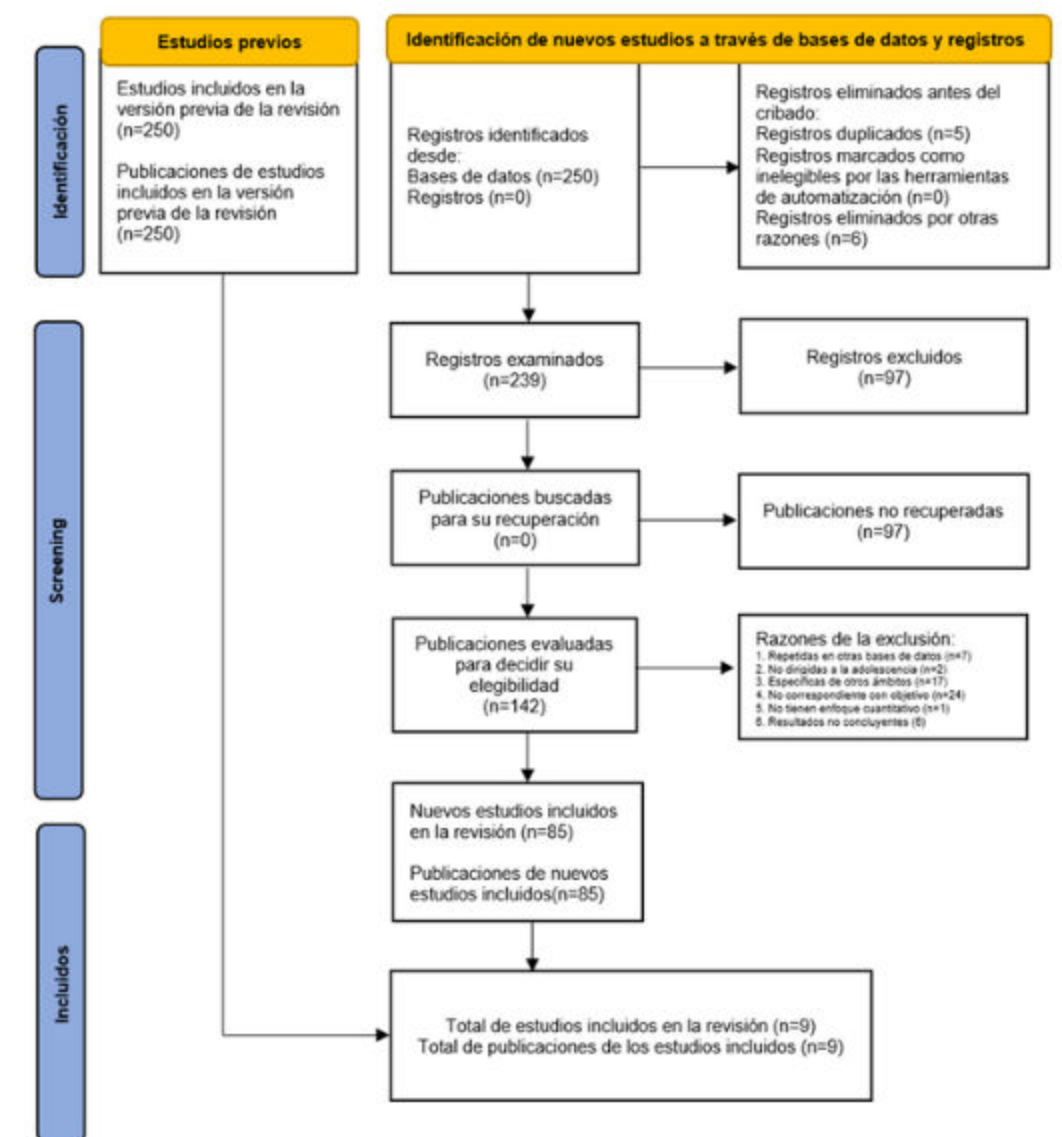 Estudios previos
Identificación de nuevos estudios a través de bases de datos y registros
Identificación
Estudios incluidos en la
versión previa de la revisión
(n=250)
Publicaciones de estudios
incluidos en la versión
previa de la revisión
(n=250)
Registros identificados
desde:
Bases de datos (n=250)
Registros (n=0)
Registros eliminados antes del
cribado:
Registros duplicados (n=5)
Registros marcados como
inelegibles por las herramientas
de automatización (n=0)
Registros eliminados por otras
razones (n=6)
Screening
Registros examinados
(n=239)
Registros excluidos
(n=97)
Publicaciones buscadas
para su recuperación
(n=0)
Publicaciones no recuperadas
(n=97)
Publicaciones evaluadas
para decidir su
elegibilidad
(n=142)
Razones de la exclusión:
1. Repetidas en otras bases de datos (n=7)
2. No dirigidas a la adolescencia (n=2)
3. Específicas de otros ámbitos (n=17)
4. No correspondiente con objetivo (n=24)
5. No tienen enfoque cuantitativo (n=1)
6. Resultados no concluyentes (6)
Incluidos
Nuevos estudios incluidos
en la revisión (n=85)
Publicaciones de nuevos
estudios incluidos(n=85)
Total de estudios incluidos en la revisión (n=9)
Total de publicaciones de los estudios incluidos (n=9)